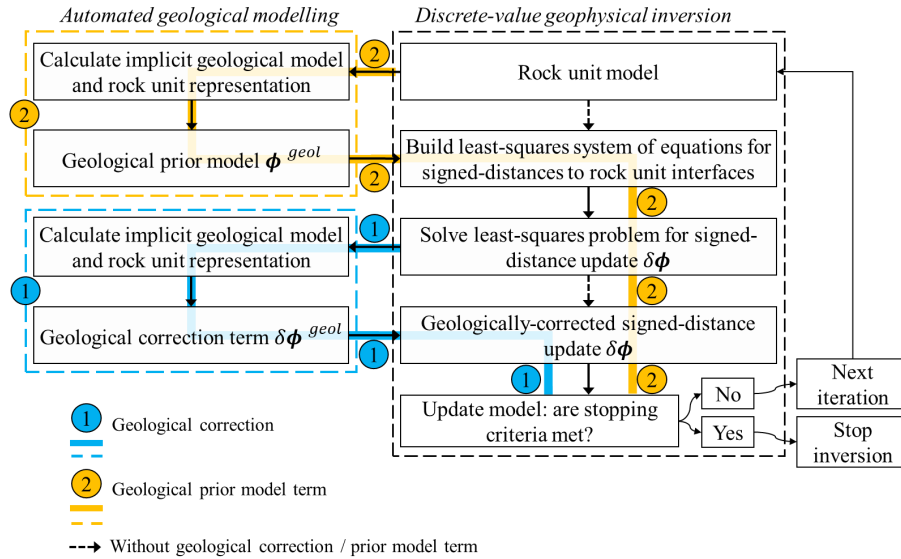 Automated geological modelling
Discrete-value geophysical inversion
Calculate implicit geological model
and rock unit representation
2
Rock unit model
2
Geological prior model ϕ ^geol
2
Build least-squares system of equations for
signed-distances to rock unit interfaces
2
Calculate implicit geological model
and rock unit representation
1
Solve least-squares problem for signed-
distance update δϕ
1
2
Geological correction term δϕ ^geol
1
Geologically-corrected signed-distance
update δϕ
1
2
Update model: are stopping
criteria met?
No
Yes
Next
iteration
Stop
inversion
1 Geological correction
2 Geological prior model term
Without geological correction / prior model term